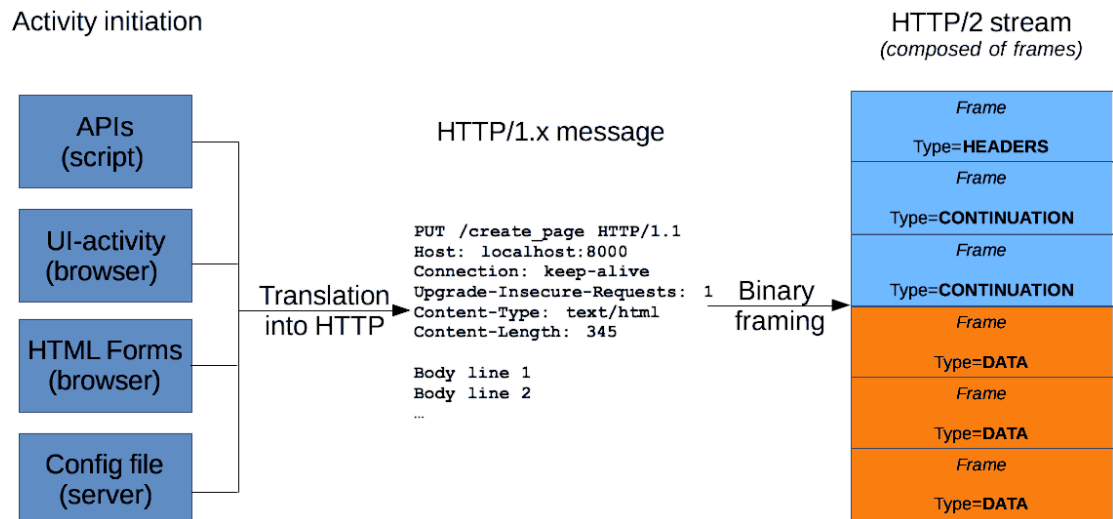 Activity initiation
HTTP/2 stream
(composed of frames)
APIs
(script)
UI-activity
(browser)
HTML Forms
(browser)
Config file
(server)
Translation
into HTTP
HTTP/1.x message
PUT /create_page HTTP/1.1
Host: localhost:8000
Connection: keep-alive
Upgrade-Insecure-Requests: 1
Content-Type: text/html
Content-Length: 345
Body line 1
Body line 2
…
Binary
framing
Frame
Type=HEADERS
Frame
Type=CONTINUATION
Frame
Type=CONTINUATION
Frame
Type=DATA
Frame
Type=DATA
Frame
Type=DATA